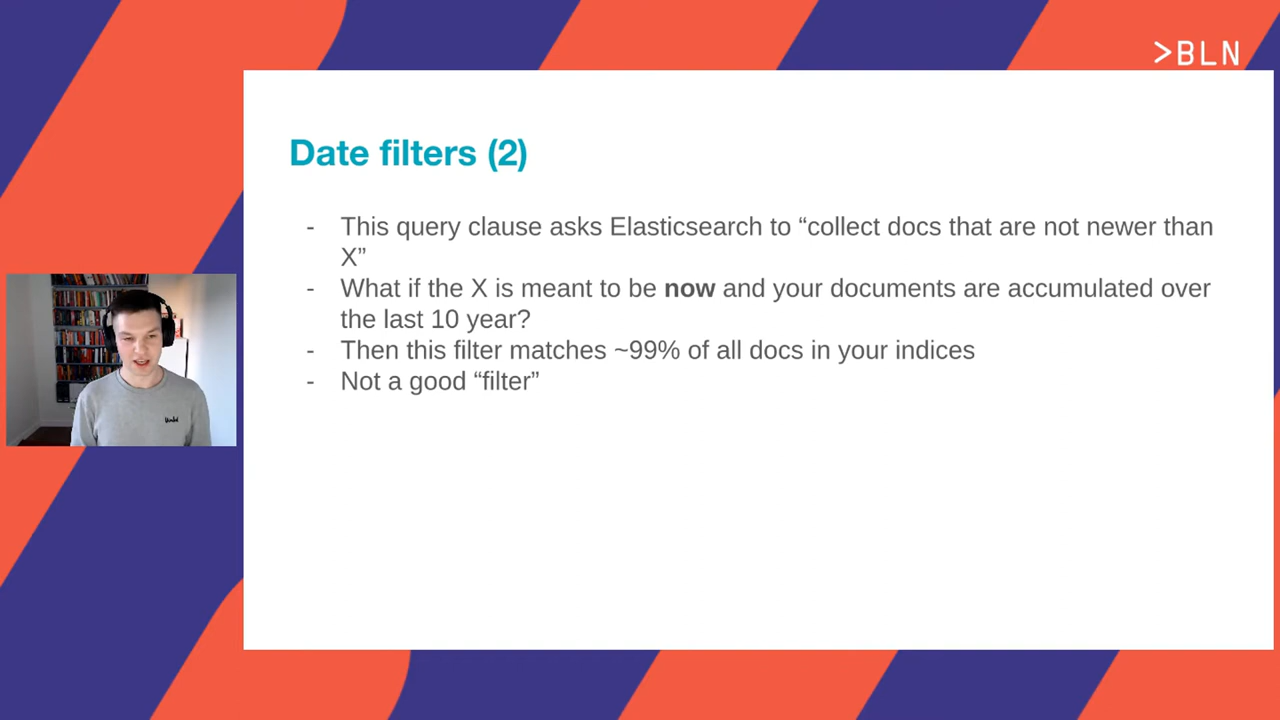 >BLN
Date filters (2)
- This query clause asks Elasticsearch to “collect docs that are not newer than
X”
- What if the X is meant to be now and your documents are accumulated over
the last 10 year?
- Then this filter matches ~99% of all docs in your indices
- Not a good “filter”